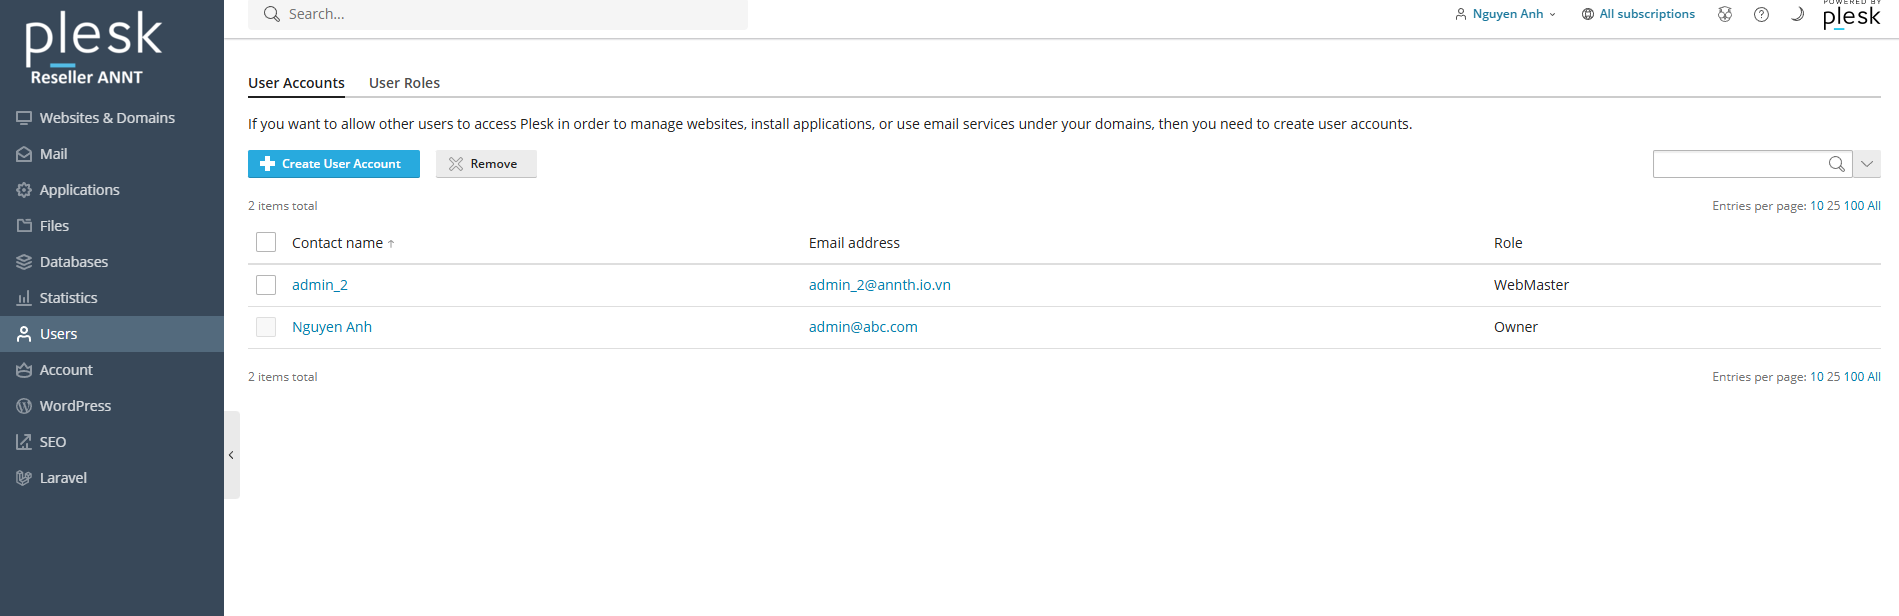 plesk
Reseller ANNT
Websites & Domains
Mail
Applications
Files
Databases
Statistics
Users
Account
WordPress
SEO
Laravel
Search...
Nguyen Anh
All subscriptions
POWERED BY
plesk
User Accounts User Roles
If you want to allow other users to access Plesk in order to manage websites, install applications, or use email services under your domains, then you need to create user accounts.
Create User Account Remove
2 items total Entries per page: 10 25 100 All
Contact name ↑ Email address Role
admin_2 admin_2@annth.io.vn WebMaster
Nguyen Anh admin@abc.com Owner
2 items total Entries per page: 10 25 100 All